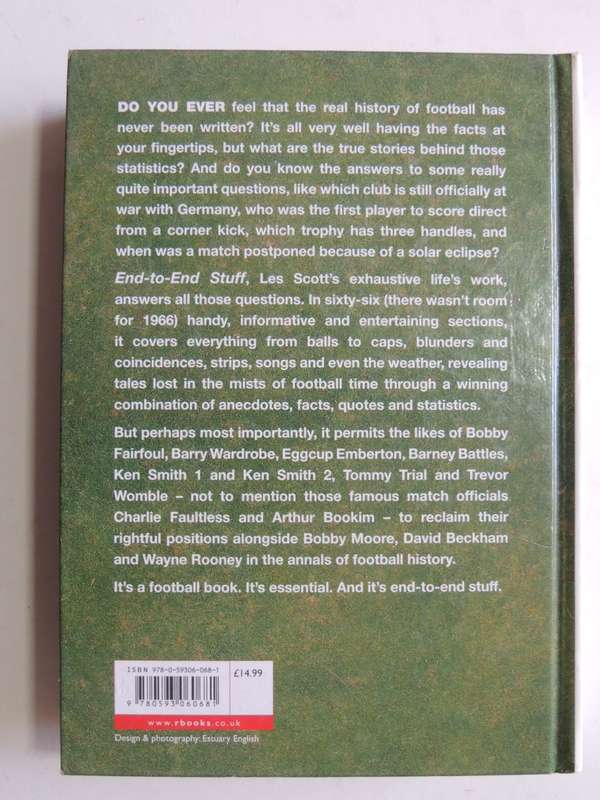 DO YOU EVER feel that the real history of football has
never been written? It's all very well having the facts at
your fingertips, but what are the true stories behind those
statistics? And do you know the answers to some really
quite important questions, like which club is still officially at
war with Germany, who was the first player to score direct
from a corner kick, which trophy has three handles, and
when was a match postponed because of a solar eclipse?
End-to-End Stuff, Les Scott's exhaustive life's work,
answers all those questions. In sixty-six (there wasn't room
for 1966) handy, informative and entertaining sections,
it covers everything from balls to caps, blunders and
coincidences, strips, songs and even the weather, revealing
tales lost in the mists of football time through a winning
combination of anecdotes, facts, quotes and statistics.
But perhaps most importantly, it permits the likes of Bobby
Fairfoul, Barry Wardrobe, Eggcup Emberton, Barney Battles,
Ken Smith 1 and Ken Smith 2, Tommy Trial and Trevor
Womble – not to mention those famous match officials
Charlie Faultless and Arthur Bookim – to reclaim their
rightful positions alongside Bobby Moore, David Beckham
and Wayne Rooney in the annals of football history.
It's a football book. It's essential. And it's end-to-end stuff.
ISBN 978-0-59306-068-1
£14.99
9 780593 060681
www.rbooks.co.uk
Design & photography: Estuary English